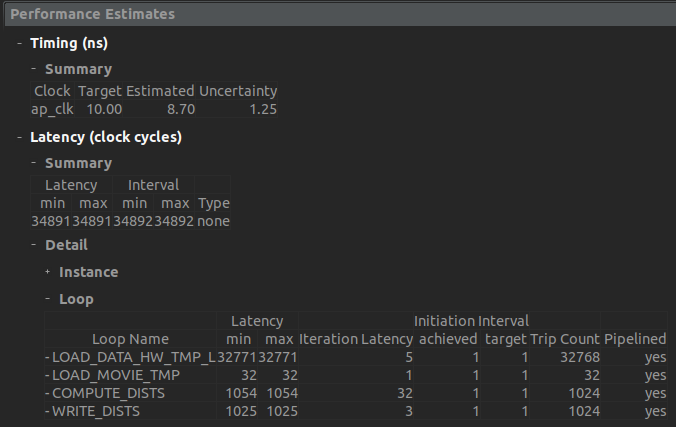 Performance Estimates
- Timing (ns)
- Summary
Clock Target Estimated Uncertainty
ap_clk 10.00 8.70 1.25
- Latency (clock cycles)
- Summary
Latency Interval
min max min max Type
34891 34891 34892 34892 none
- Detail
+ Instance
- Loop
Latency Initiation Interval
Loop Name min max Iteration Latency achieved target Trip Count Pipelined
- LOAD_DATA_HW_TMP_L 32771 32771 5 1 1 32768 yes
- LOAD_MOVIE_TMP 32 32 1 1 1 32 yes
- COMPUTE_DISTS 1054 1054 32 1 1 1024 yes
- WRITE_DISTS 1025 1025 3 1 1 1024 yes